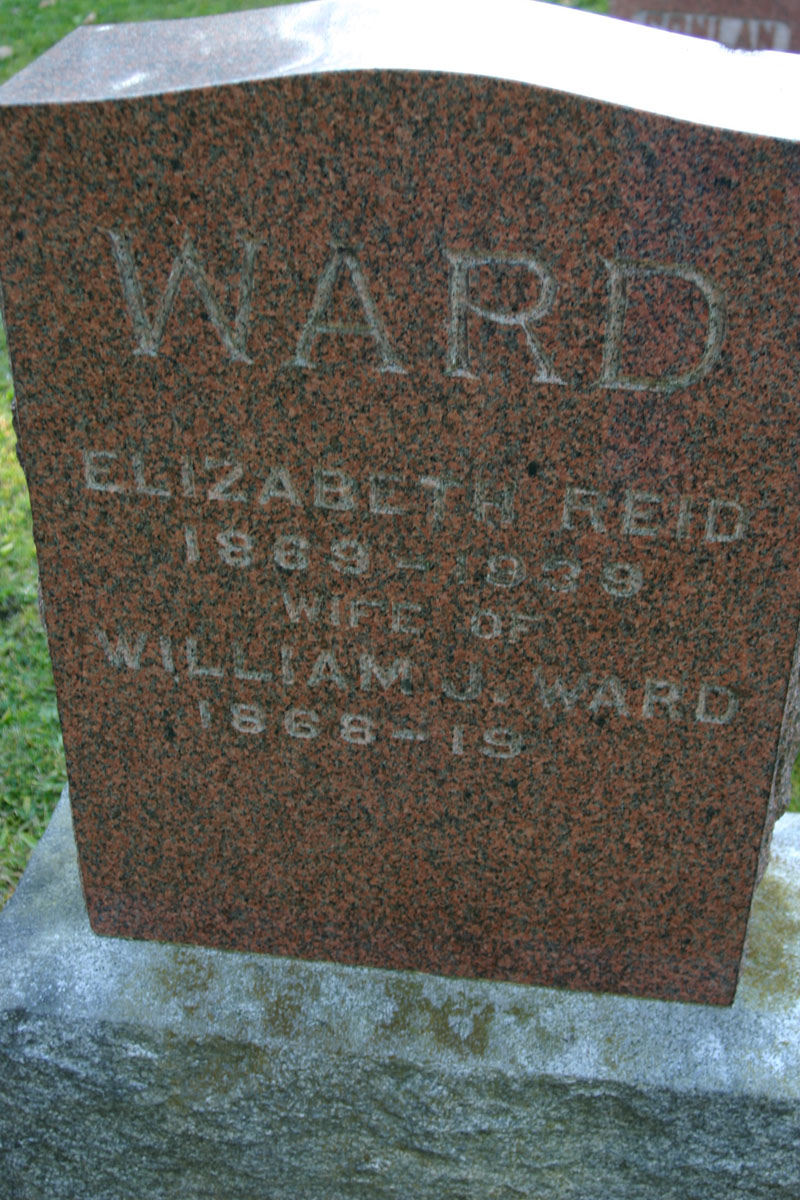 WARD
ELIZABETH REID
1869-1939
WIFE OF
WILLIAM J. WARD
1868-19